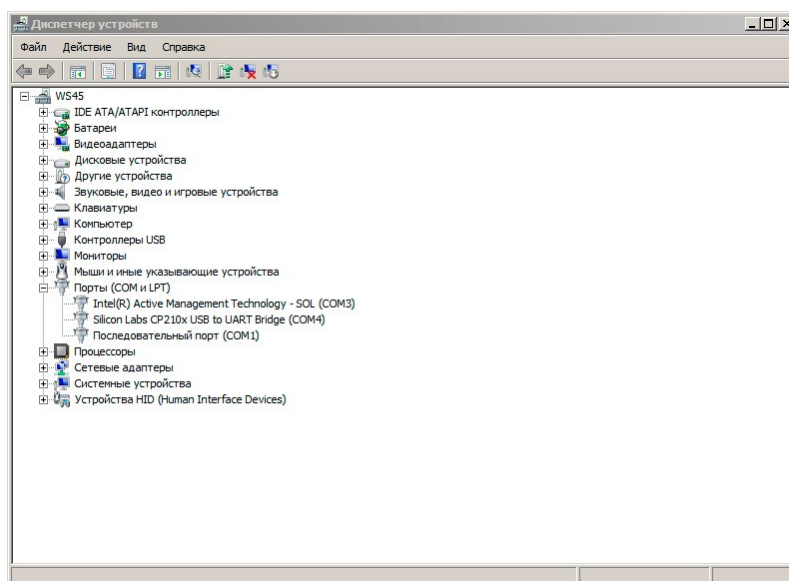 Диспетчер устройств
Файл Действие Вид Справка
WS45
IDE ATA/ATAPI контроллеры
Батареи
Видеоадаптеры
Дисковые устройства
Другие устройства
Звуковые, видео и игровые устройства
Клавиатуры
Компьютер
Контроллеры USB
Мониторы
Мыши и иные указывающие устройства
Порты (COM и LPT)
Intel(R) Active Management Technology - SOL (COM3)
Silicon Labs CP210x USB to UART Bridge (COM4)
Последовательный порт (COM1)
Процессоры
Сетевые адаптеры
Системные устройства
Устройства HID (Human Interface Devices)